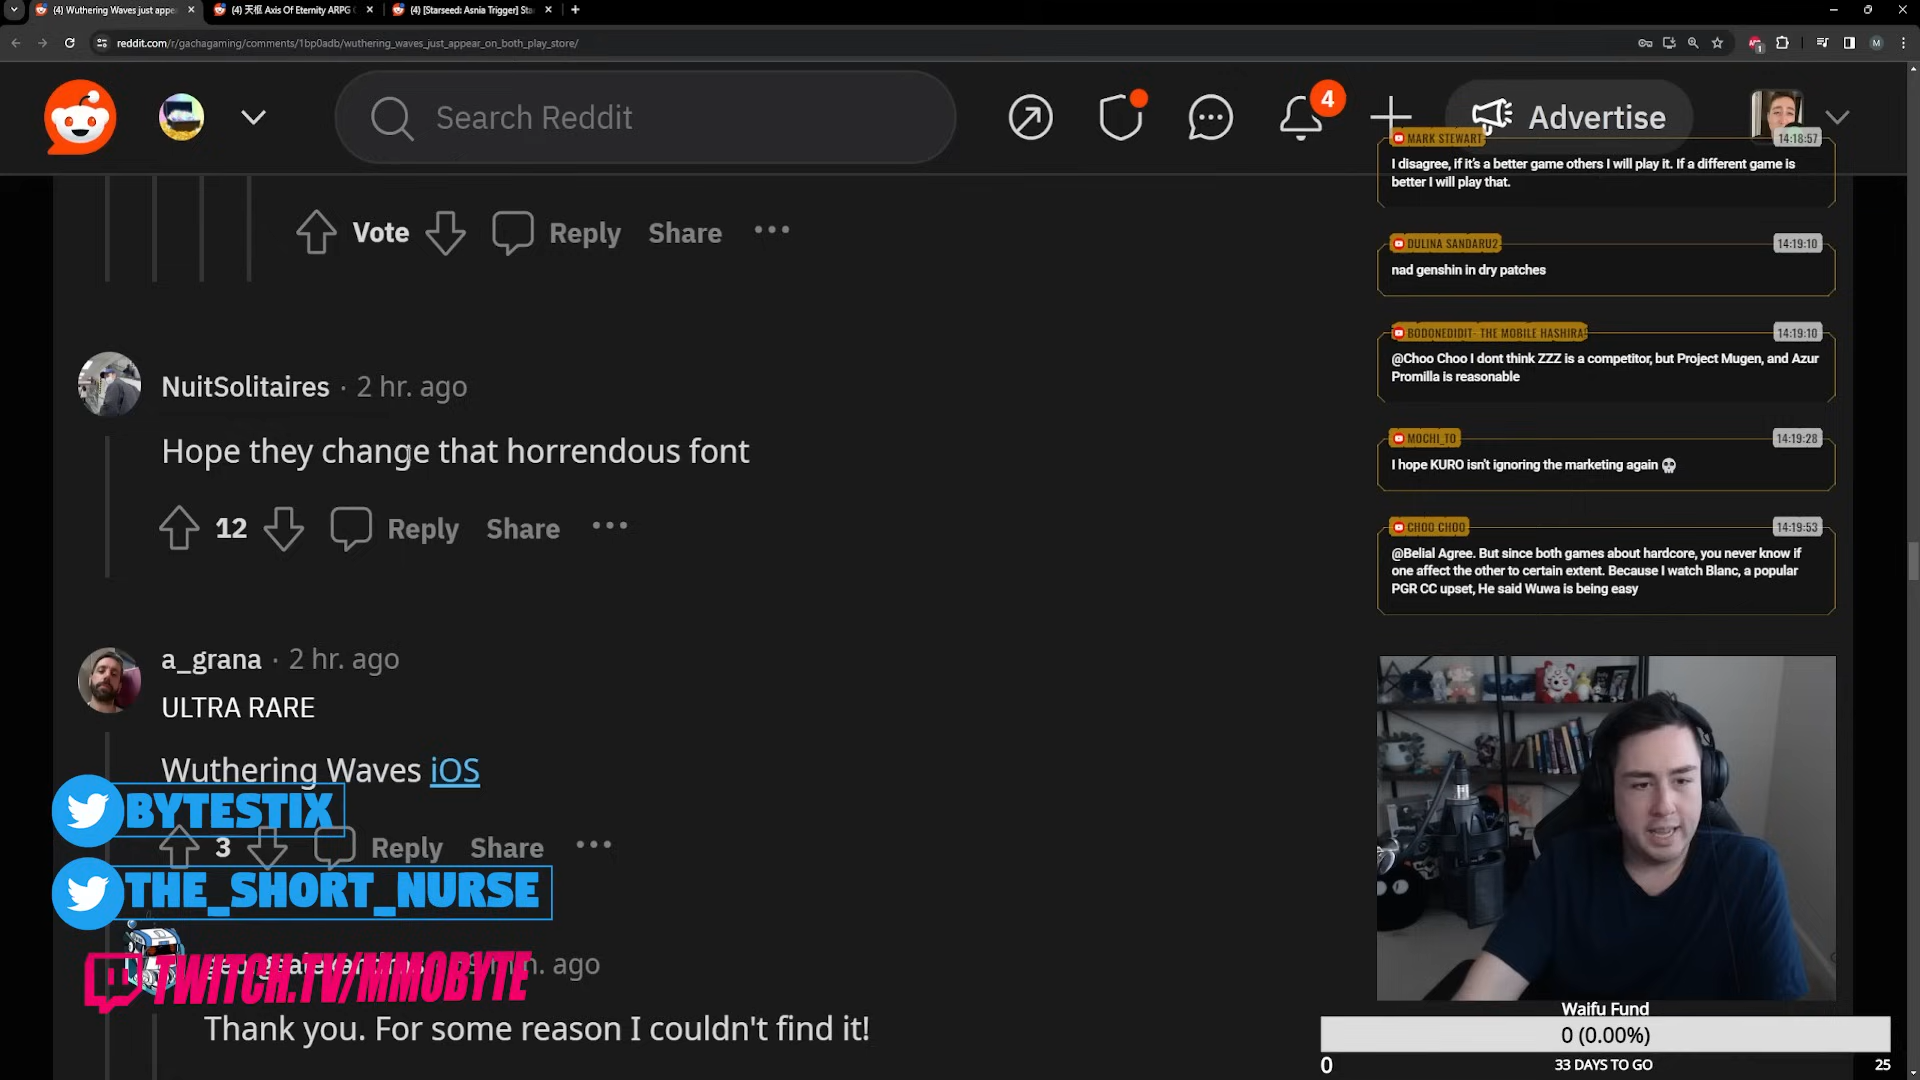 (4) Wuthering Waves just appe
(4) 天枢 Axis Of Eternity ARPG
(4) [Starseed: Asnia Trigger] Sta
reddit.com/r/gachagaming/comments/1bp0adb/wuthering_waves_just_appear_on_both_play_store/
Search Reddit
4
Advertise
Vote
Reply
Share
NuitSolitaires · 2 hr. ago
Hope they change that horrendous font
12
Reply
Share
a_grana · 2 hr. ago
ULTRA RARE
Wuthering Waves iOS
3
Reply
Share
BYTESTIX
THE_SHORT_NURSE
TWITCH.TV/MMOBYTE
. ago
Thank you. For some reason I couldn't find it!
MARK STEWART
14:18:57
I disagree, if it's a better game others I will play it. If a different game is
better I will play that.
DULINA SANDARU2
14:19:10
nad genshin in dry patches
BODONEDIDIT- THE MOBILE HASHIRA
14:19:10
@Choo Choo I dont think ZZZ is a competitor, but Project Mugen, and Azur
Promilla is reasonable
MOCHI_TO
14:19:28
I hope KURO isn't ignoring the marketing again 💀
CHOO CHOO
14:19:53
@Belial Agree. But since both games about hardcore, you never know if
one affect the other to certain extent. Because I watch Blanc, a popular
PGR CC upset, He said Wuwa is being easy
Waifu Fund
0 (0.00%)
0
33 DAYS TO GO
25